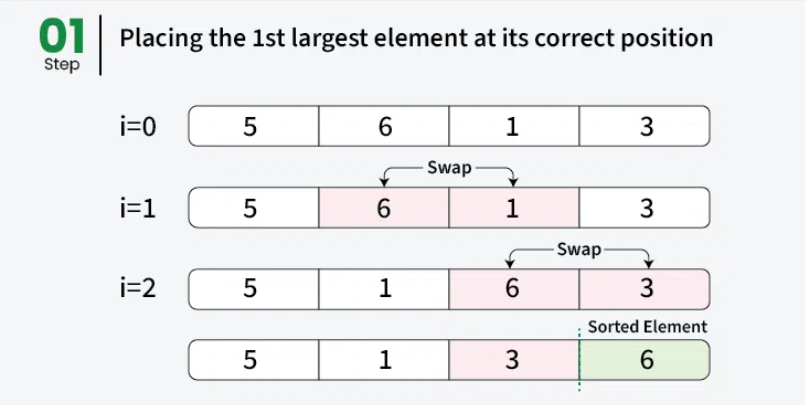 01
Step
Placing the 1st largest element at its correct position
i=0 5 6 1 3
Swap
i=1 5 6 1 3
Swap
i=2 5 1 6 3
Sorted Element
5 1 3 6